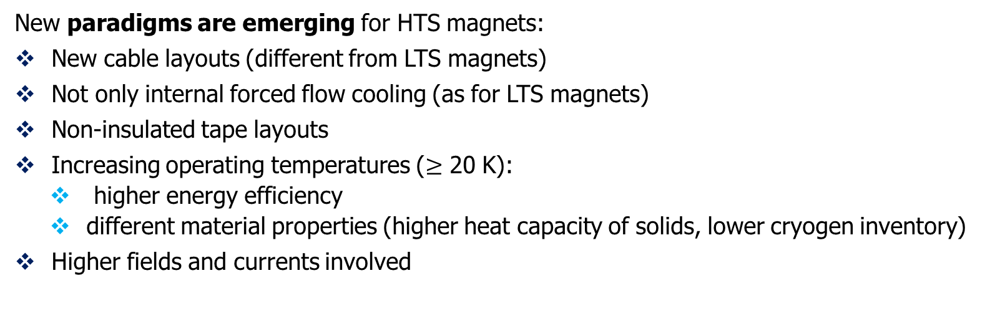 New paradigms are emerging for HTS magnets:
❖ New cable layouts (different from LTS magnets)
❖ Not only internal forced flow cooling (as for LTS magnets)
❖ Non-insulated tape layouts
❖ Increasing operating temperatures (≥ 20 K):
❖ higher energy efficiency
❖ different material properties (higher heat capacity of solids, lower cryogen inventory)
❖ Higher fields and currents involved